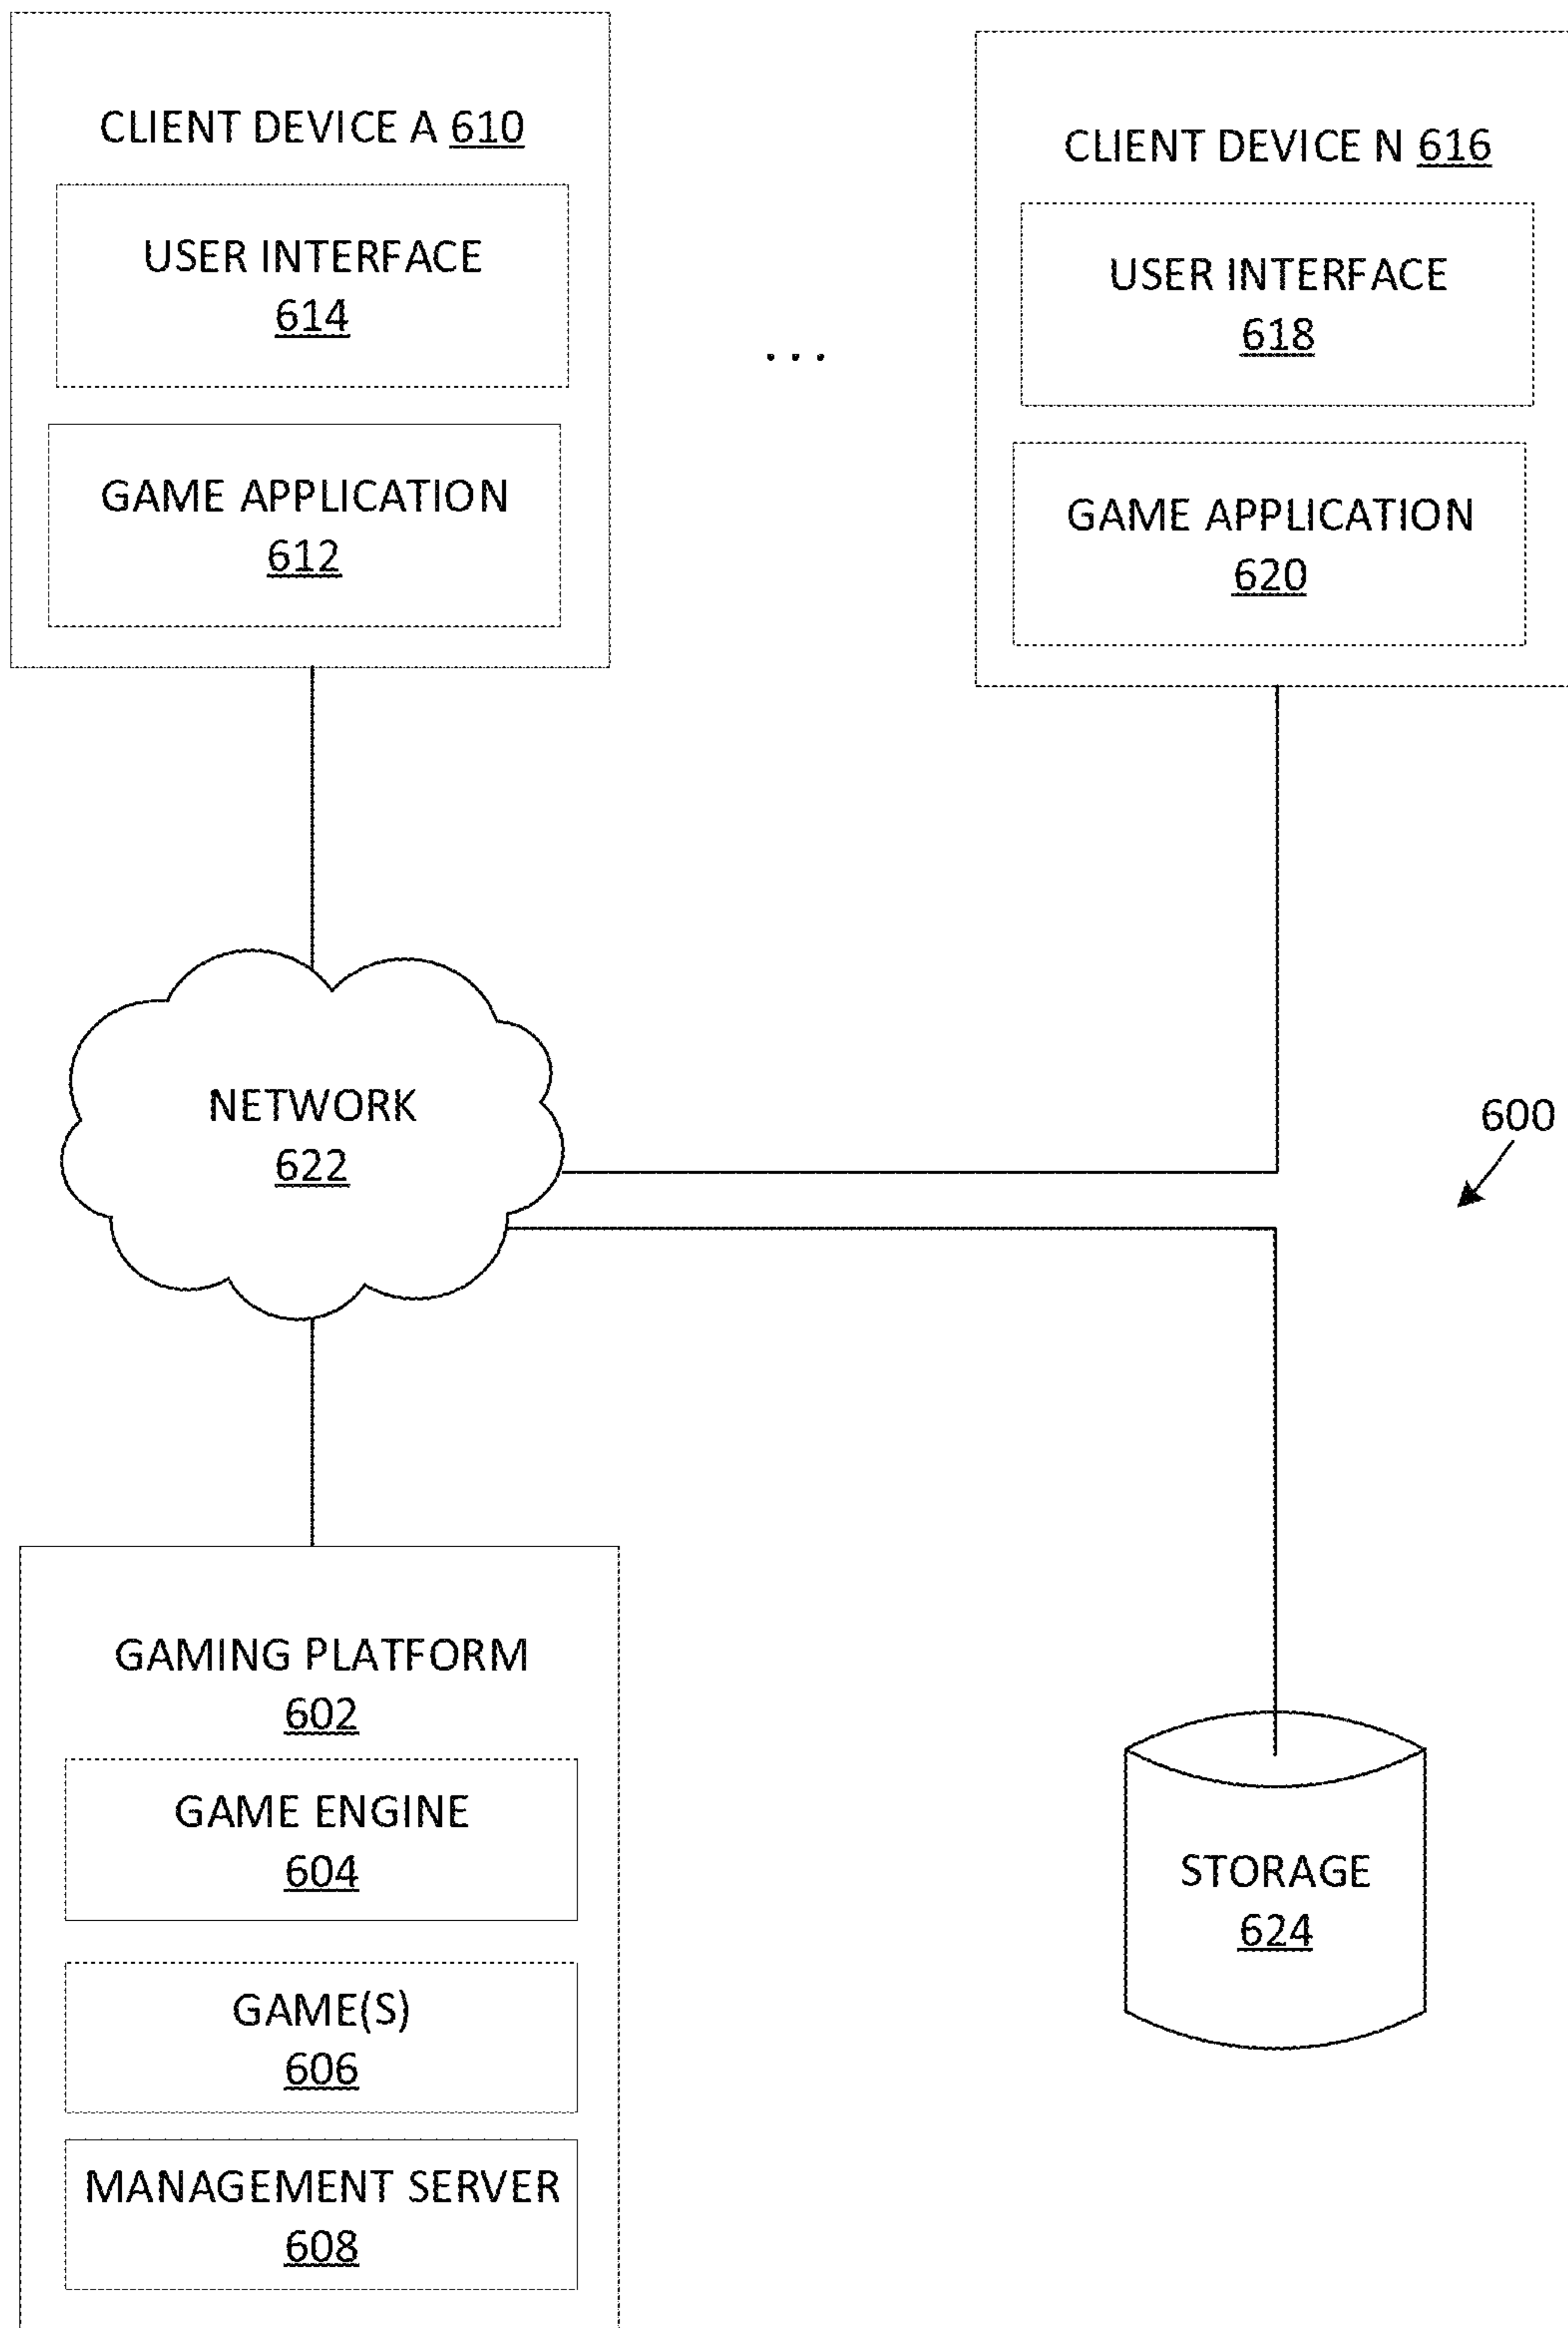 CLIENT DEVICE A 610
USER INTERFACE
614
GAME APPLICATION
612
...
CLIENT DEVICE N 616
USER INTERFACE
618
GAME APPLICATION
620
NETWORK
622
600
GAMING PLATFORM
602
GAME ENGINE
604
GAME(S)
606
MANAGEMENT SERVER
608
STORAGE
624